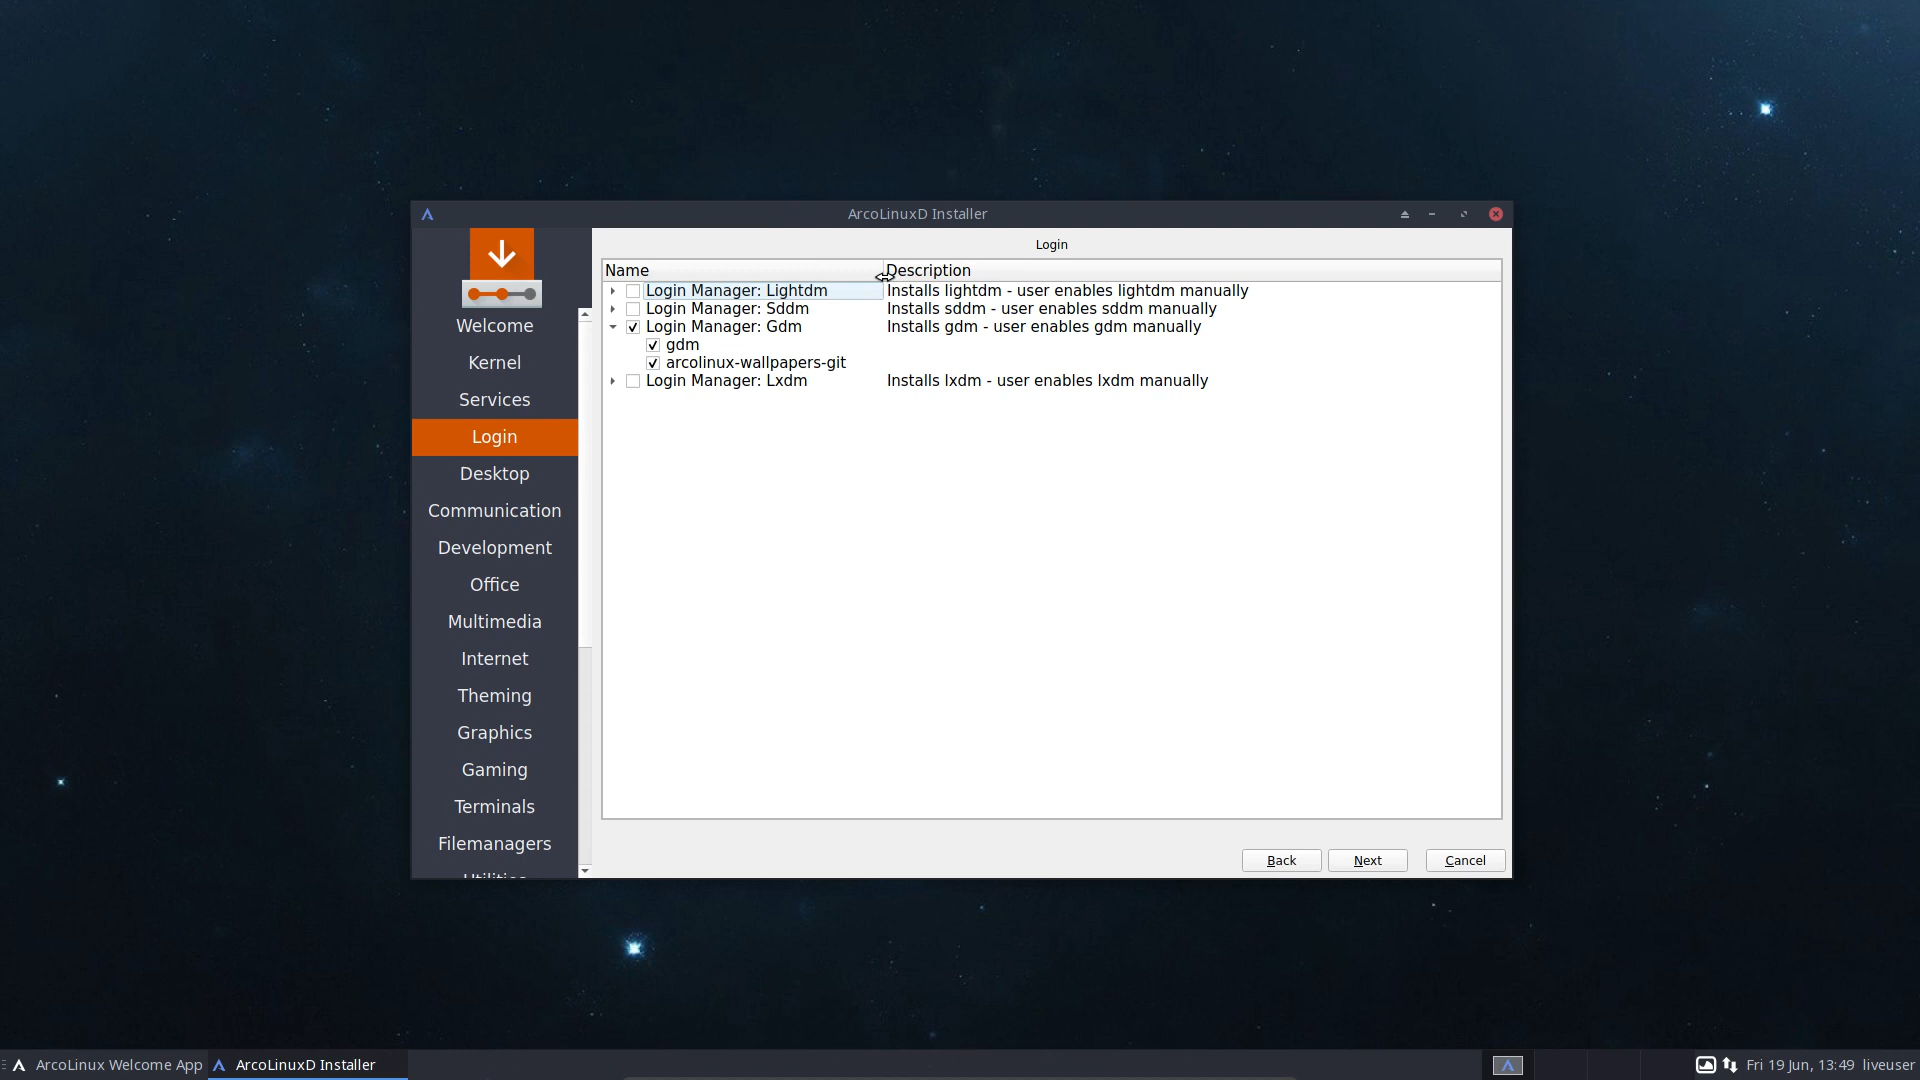 ArcoLinuxD Installer
Login
Name Description
Login Manager: Lightdm Installs lightdm - user enables lightdm manually
Login Manager: Sddm Installs sddm - user enables sddm manually
Login Manager: Gdm Installs gdm - user enables gdm manually
gdm
arcolinux-wallpapers-git
Login Manager: Lxdm Installs lxdm - user enables lxdm manually
Welcome
Kernel
Services
Login
Desktop
Communication
Development
Office
Multimedia
Internet
Theming
Graphics
Gaming
Terminals
Filemanagers
Utilities
Back Next Cancel
ArcoLinux Welcome App ArcoLinuxD Installer Fri 19 Jun, 13:49 liveuser